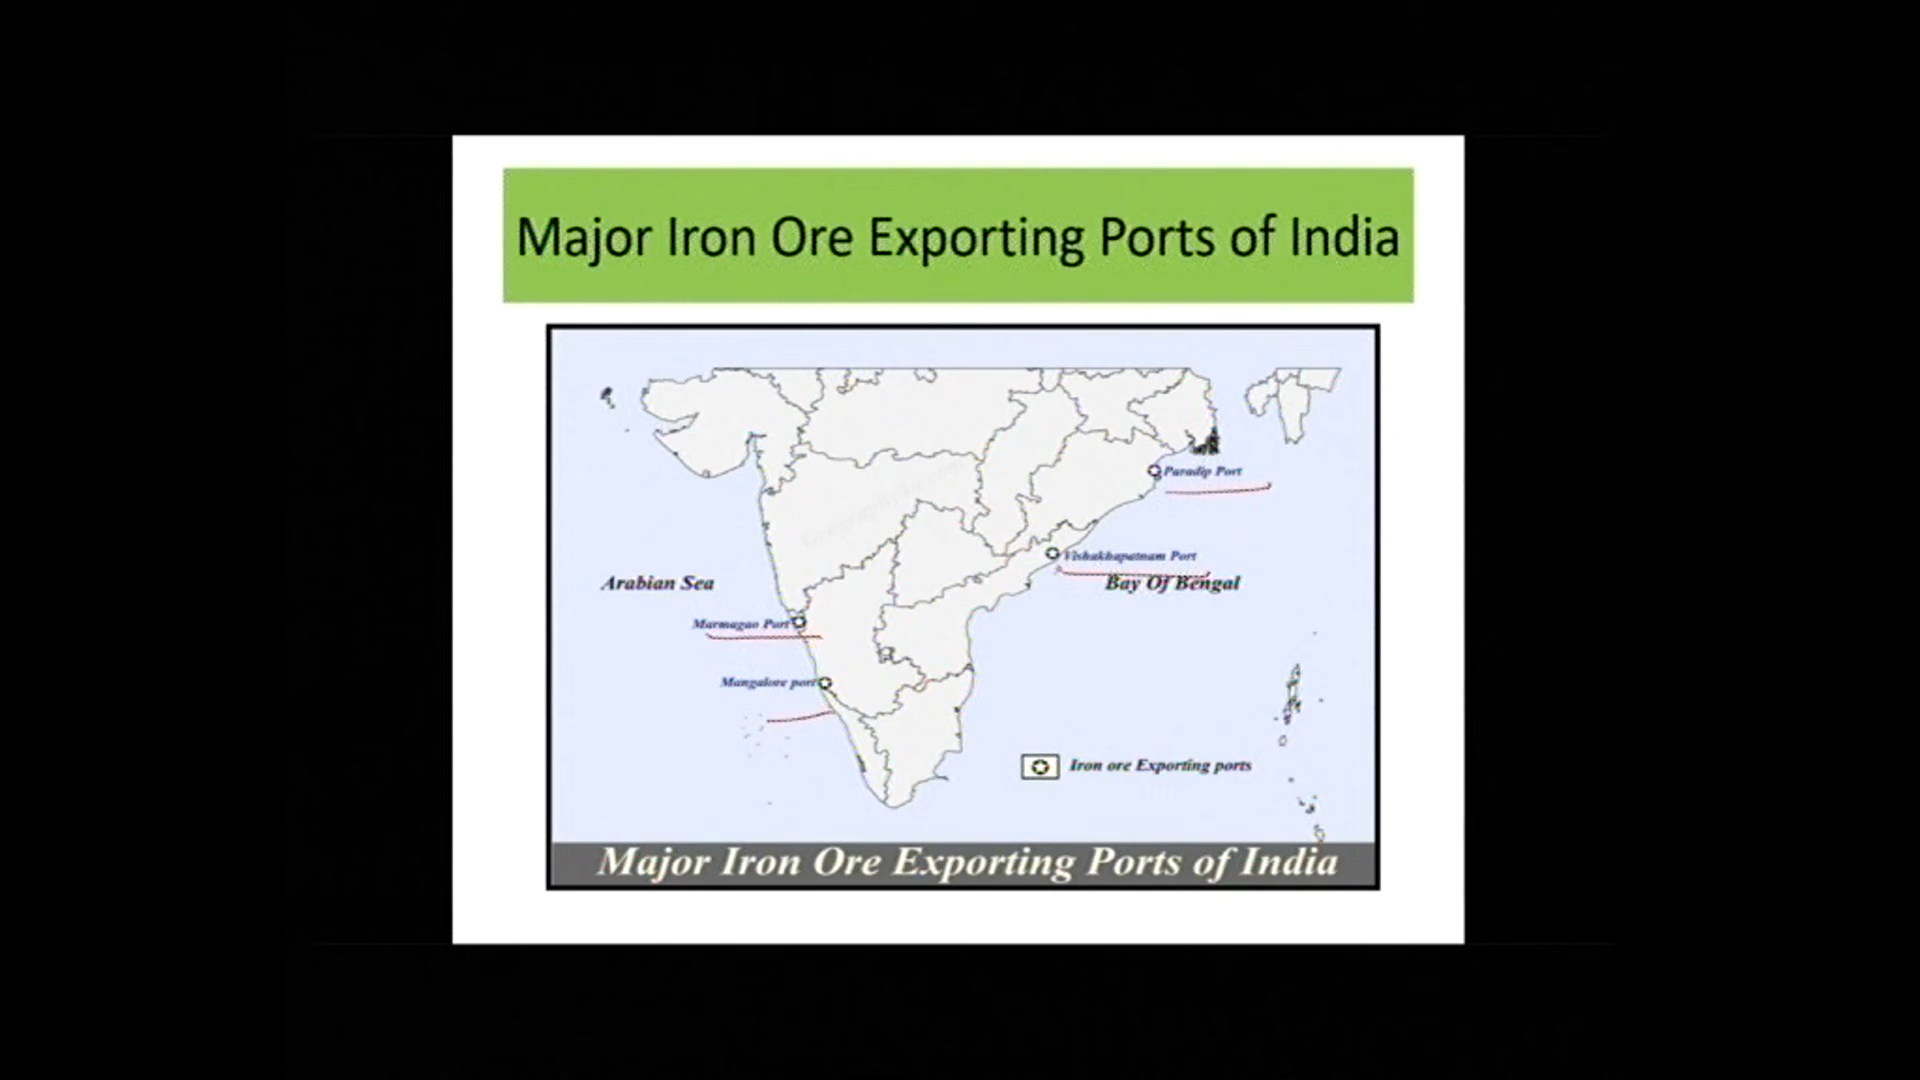 Major Iron Ore Exporting Ports of India
Paradip Port
Vishakhapatnam Port
Arabian Sea
Bay Of Bengal
Marmagao Port
Mangalore port
Iron ore Exporting ports
Major Iron Ore Exporting Ports of India